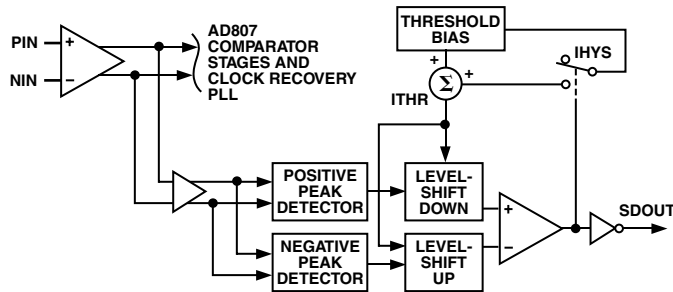 PIN
NIN
+
−
AD807
COMPARATOR
STAGES AND
CLOCK RECOVERY
PLL
THRESHOLD
BIAS
IHYS
+
+
Σ
ITHR
POSITIVE
PEAK
DETECTOR
LEVEL-
SHIFT
DOWN
NEGATIVE
PEAK
DETECTOR
LEVEL-
SHIFT
UP
+
−
SDOUT